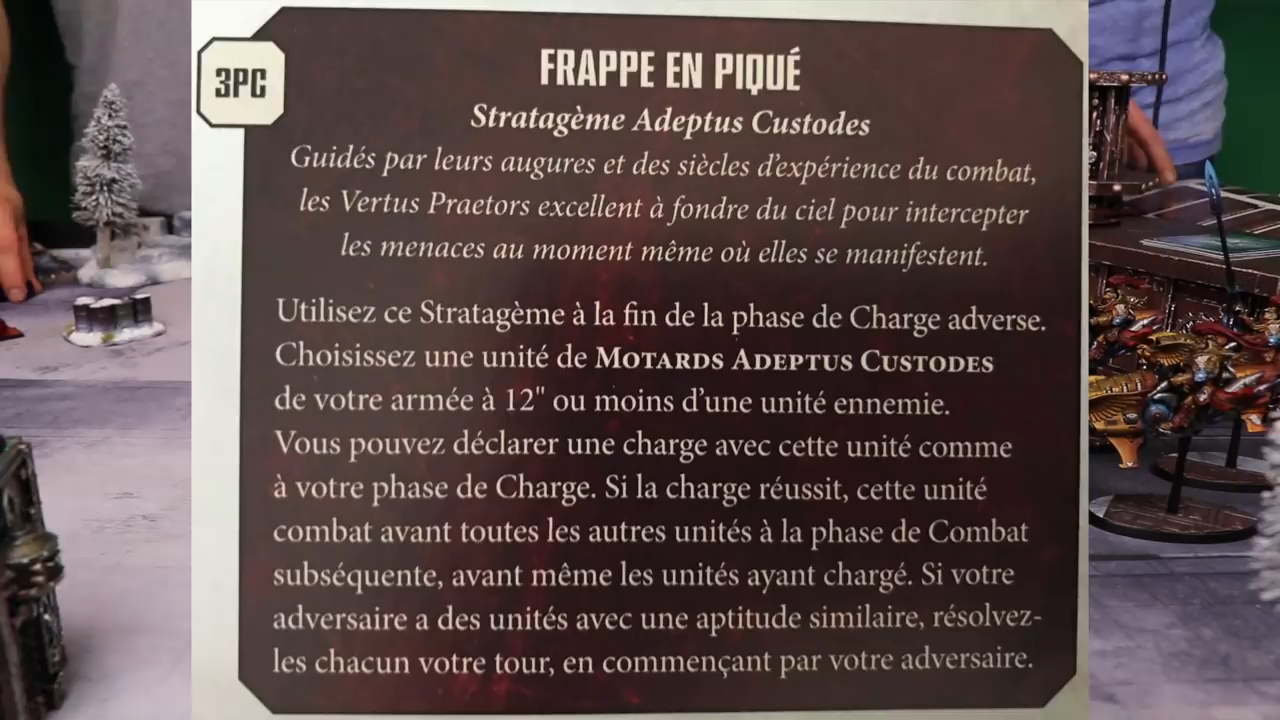 3PC
FRAPPE EN PIQUÉ
Stratagème Adeptus Custodes
Guidés par leurs augures et des siècles d'expérience du combat,
les Vertus Praetors excellent à fondre du ciel pour intercepter
les menaces au moment même où elles se manifestent.
Utilisez ce Stratagème à la fin de la phase de Charge adverse.
Choisissez une unité de MOTARDS ADEPTUS CUSTODES
de votre armée à 12" ou moins d'une unité ennemie.
Vous pouvez déclarer une charge avec cette unité comme
à votre phase de Charge. Si la charge réussit, cette unité
combat avant toutes les autres unités à la phase de Combat
subséquente, avant même les unités ayant chargé. Si votre
adversaire a des unités avec une aptitude similaire, résolvez-
les chacun votre tour, en commençant par votre adversaire.